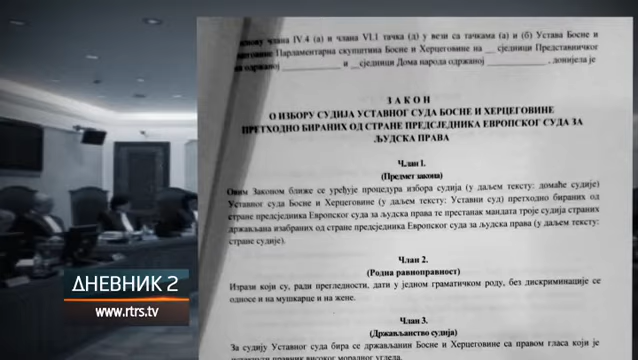 члана IV.4 (а) и члана VI.1 тачка (д) у вези са тачкама (а) и (б) Устава Босне и
Парламентарна скупштина Босне и Херцеговине на __ сједници Представничког
одржаној ____________ и __сједници Дома народа одржаној ____________, донијела је
З А К О Н
О ИЗБОРУ СУДИЈА УСТАВНОГ СУДА БОСНЕ И ХЕРЦЕГОВИНЕ
ПРЕТХОДНО БИРАНИХ ОД СТРАНЕ ПРЕДСЈЕДНИКА ЕВРОПСКОГ СУДА ЗА
ЉУДСКА ПРАВА
Члан 1.
(Предмет закона)
Овим Законом ближе се уређује процедура избора судија (у даљем тексту: домаће судије)
Уставног суда Босне и Херцеговине (у даљем тексту: Уставни суд) претходно бираних од
стране предсједника Европског суда за људска права те престанак мандата троје судија страних
држављана изабраних од стране предсједника Европског суда за људска права (у даљем тексту:
стране судије).
Члан 2.
(Родна равноправност)
Изрази који су, ради прегледности, дати у једном граматичком роду, без дискриминације се
односе и на мушкарце и на жене.
Члан 3.
(Држављанство судија)
За судију Уставног суда бира се држављанин Босне и Херцеговине са правом гласа који је
правник високог моралног угледа.
ДНЕВНИК 2
www.rtrs.tv